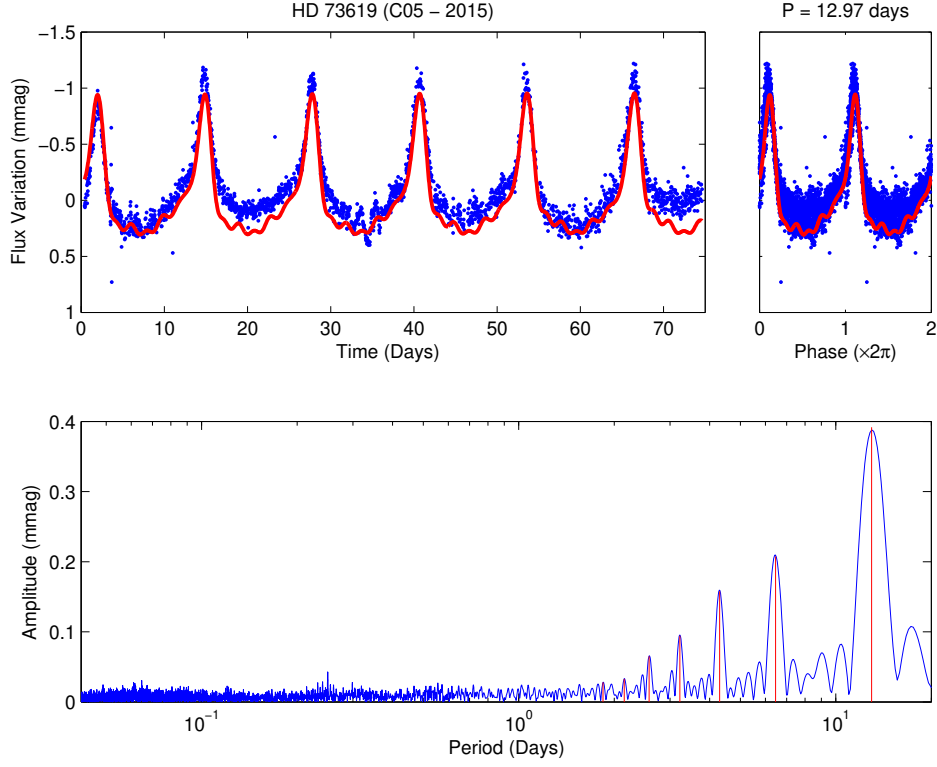 HD 73619 (C05 − 2015)
P = 12.97 days
Flux Variation (mmag)
−1.5
−1
−0.5
0
0.5
1
0 10 20 30 40 50 60 70
Time (Days)
0 1 2
Phase (×2π)
Amplitude (mmag)
0.4
0.3
0.2
0.1
0
10⁻¹ 10⁰ 10¹
Period (Days)